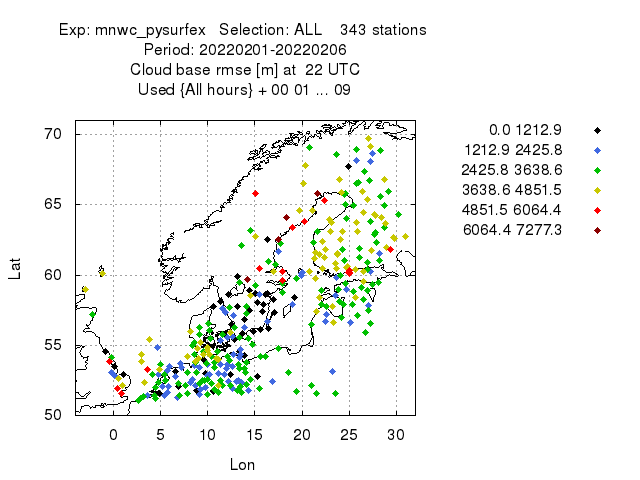 Exp: mnwc_pysurfex Selection: ALL 343 stations
Period: 20220201-20220206
Cloud base rmse [m] at 22 UTC
Used {All hours} + 00 01 ... 09
0.0 1212.9
1212.9 2425.8
2425.8 3638.6
3638.6 4851.5
4851.5 6064.4
6064.4 7277.3
Lat
70
65
60
55
50
0 5 10 15 20 25 30
Lon